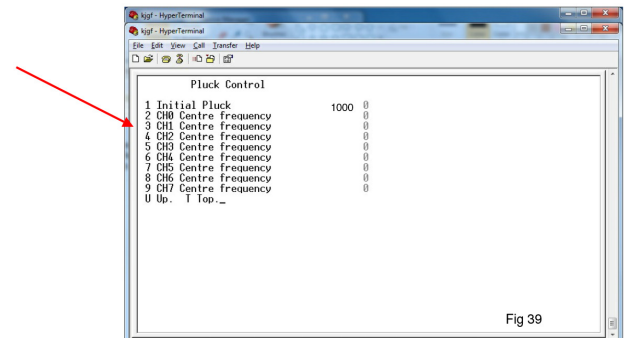 kjgf - HyperTerminal
kjgf - HyperTerminal
File Edit View Call Transfer Help
Pluck Control
1 Initial Pluck 1000 0
2 CH0 Centre frequency 0
3 CH1 Centre frequency 0
4 CH2 Centre frequency 0
5 CH3 Centre frequency 0
6 CH4 Centre frequency 0
7 CH5 Centre frequency 0
8 CH6 Centre frequency 0
9 CH7 Centre frequency 0
U Up. T Top._
Fig 39